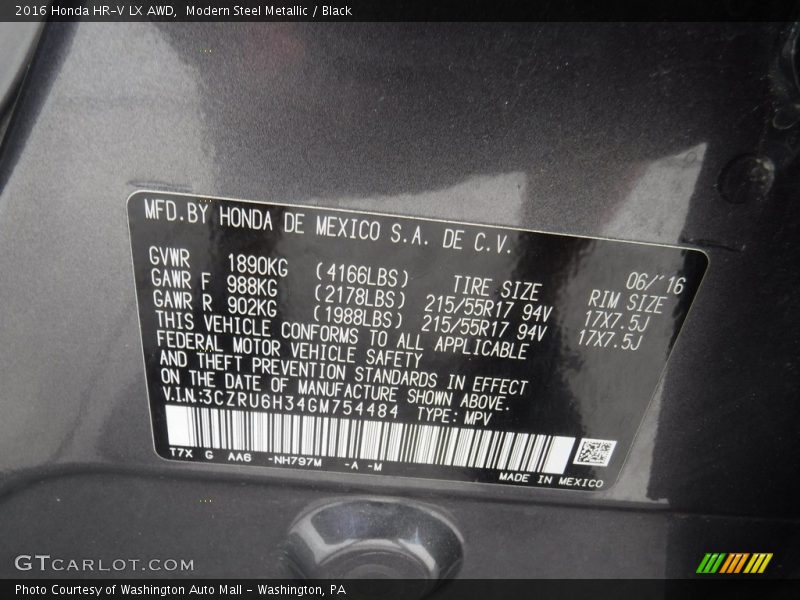 2016 Honda HR-V LX AWD,  Modern Steel Metallic / Black
MFD.BY HONDA DE MEXICO S.A. DE C.V.
06/'16
GVWR 1890KG (4166LBS) TIRE SIZE RIM SIZE
GAWR F 988KG (2178LBS) 215/55R17 94V 17X7.5J
GAWR R 902KG (1988LBS) 215/55R17 94V 17X7.5J
THIS VEHICLE CONFORMS TO ALL APPLICABLE
FEDERAL MOTOR VEHICLE SAFETY
AND THEFT PREVENTION STANDARDS IN EFFECT
ON THE DATE OF MANUFACTURE SHOWN ABOVE.
V.I.N.:3CZRU6H34GM754484 TYPE: MPV
T7X G AA6 -NH797M -A -M
MADE IN MEXICO
GTCARLOT.COM
Photo Courtesy of Washington Auto Mall - Washington, PA